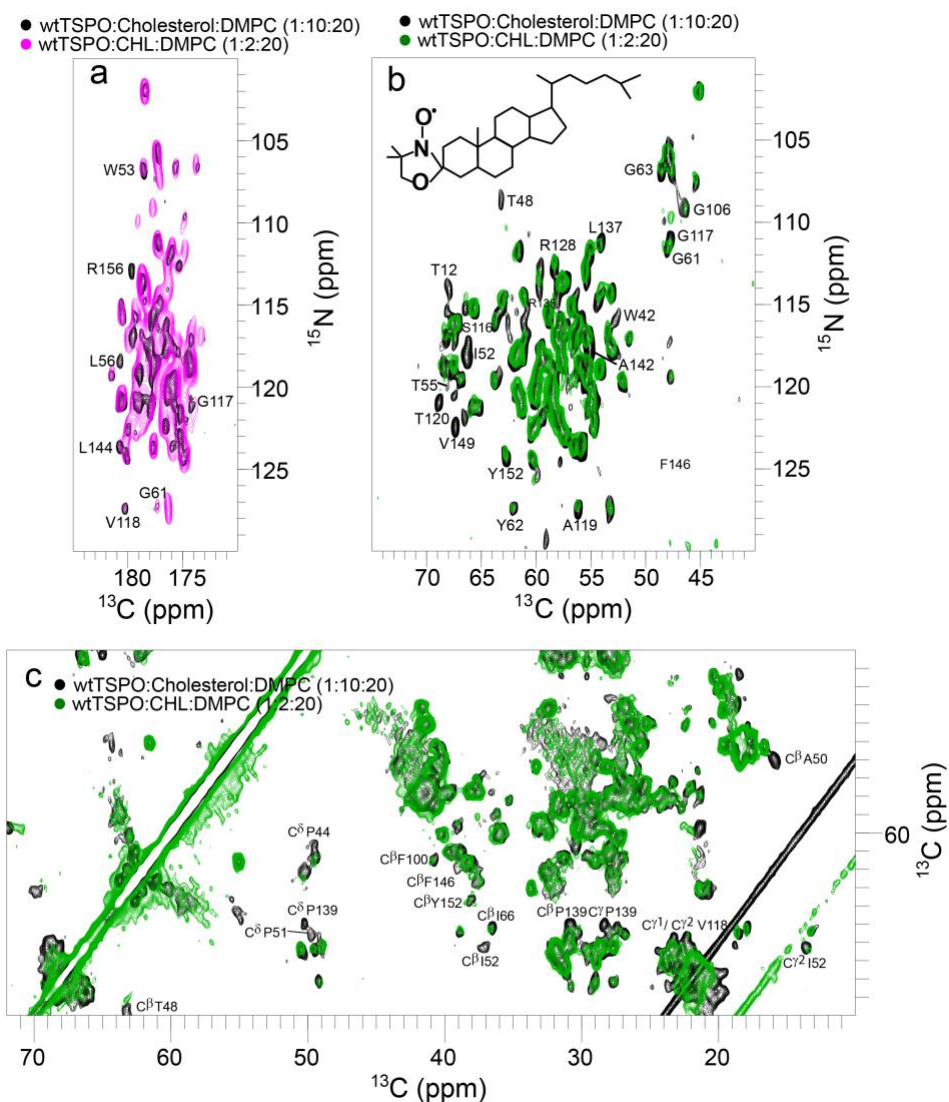 wtTSPO:Cholesterol:DMPC (1:10:20)
wtTSPO:CHL:DMPC (1:2:20)
wtTSPO:Cholesterol:DMPC (1:10:20)
wtTSPO:CHL:DMPC (1:2:20)
a
W53
R156
L56
L144
G117
G61
V118
105
110
115
120
125
15N (ppm)
180
175
13C (ppm)
b
O•
N
O
T48
G63
G106
G117
G61
L137
R128
T12
S116
I52
W42
A142
T55
T120
V149
Y152
F146
Y62
A119
105
110
115
120
125
15N (ppm)
70
65
60
55
50
45
13C (ppm)
c
wtTSPO:Cholesterol:DMPC (1:10:20)
wtTSPO:CHL:DMPC (1:2:20)
CβA50
CδP44
CβF100
CβF146
CβY152
CδP139
CδP51
CβI66
CβI52
CβP139
CγP139
Cγ1/ Cγ2 V118
Cγ2 I52
CβT48
60
13C (ppm)
70
60
50
40
30
20
13C (ppm)